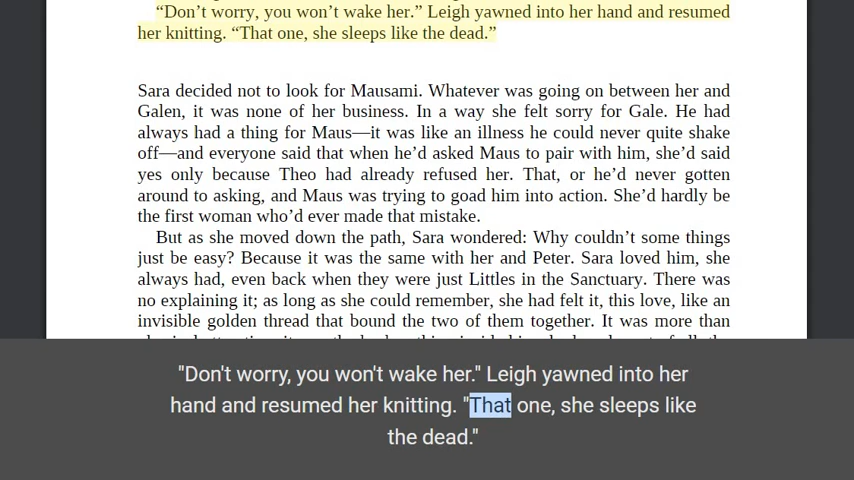 “Don’t worry, you won’t wake her.” Leigh yawned into her hand and resumed
her knitting. “That one, she sleeps like the dead.”
Sara decided not to look for Mausami. Whatever was going on between her and
Galen, it was none of her business. In a way she felt sorry for Gale. He had
always had a thing for Maus—it was like an illness he could never quite shake
off—and everyone said that when he’d asked Maus to pair with him, she’d said
yes only because Theo had already refused her. That, or he’d never gotten
around to asking, and Maus was trying to goad him into action. She’d hardly be
the first woman who’d ever made that mistake.
But as she moved down the path, Sara wondered: Why couldn’t some things
just be easy? Because it was the same with her and Peter. Sara loved him, she
always had, even back when they were just Littles in the Sanctuary. There was
no explaining it; as long as she could remember, she had felt it, this love, like an
invisible golden thread that bound the two of them together. It was more than
"Don't worry, you won't wake her." Leigh yawned into her
hand and resumed her knitting. "That one, she sleeps like
the dead."